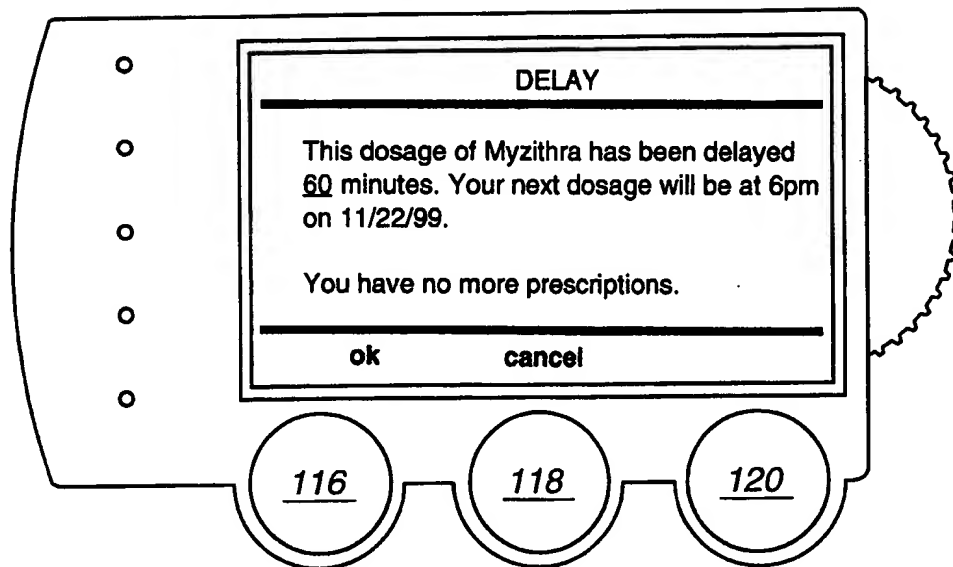 DELAY
This dosage of Myzithra has been delayed
60 minutes. Your next dosage will be at 6pm
on 11/22/99.
You have no more prescriptions.
ok cancel
116 118 120